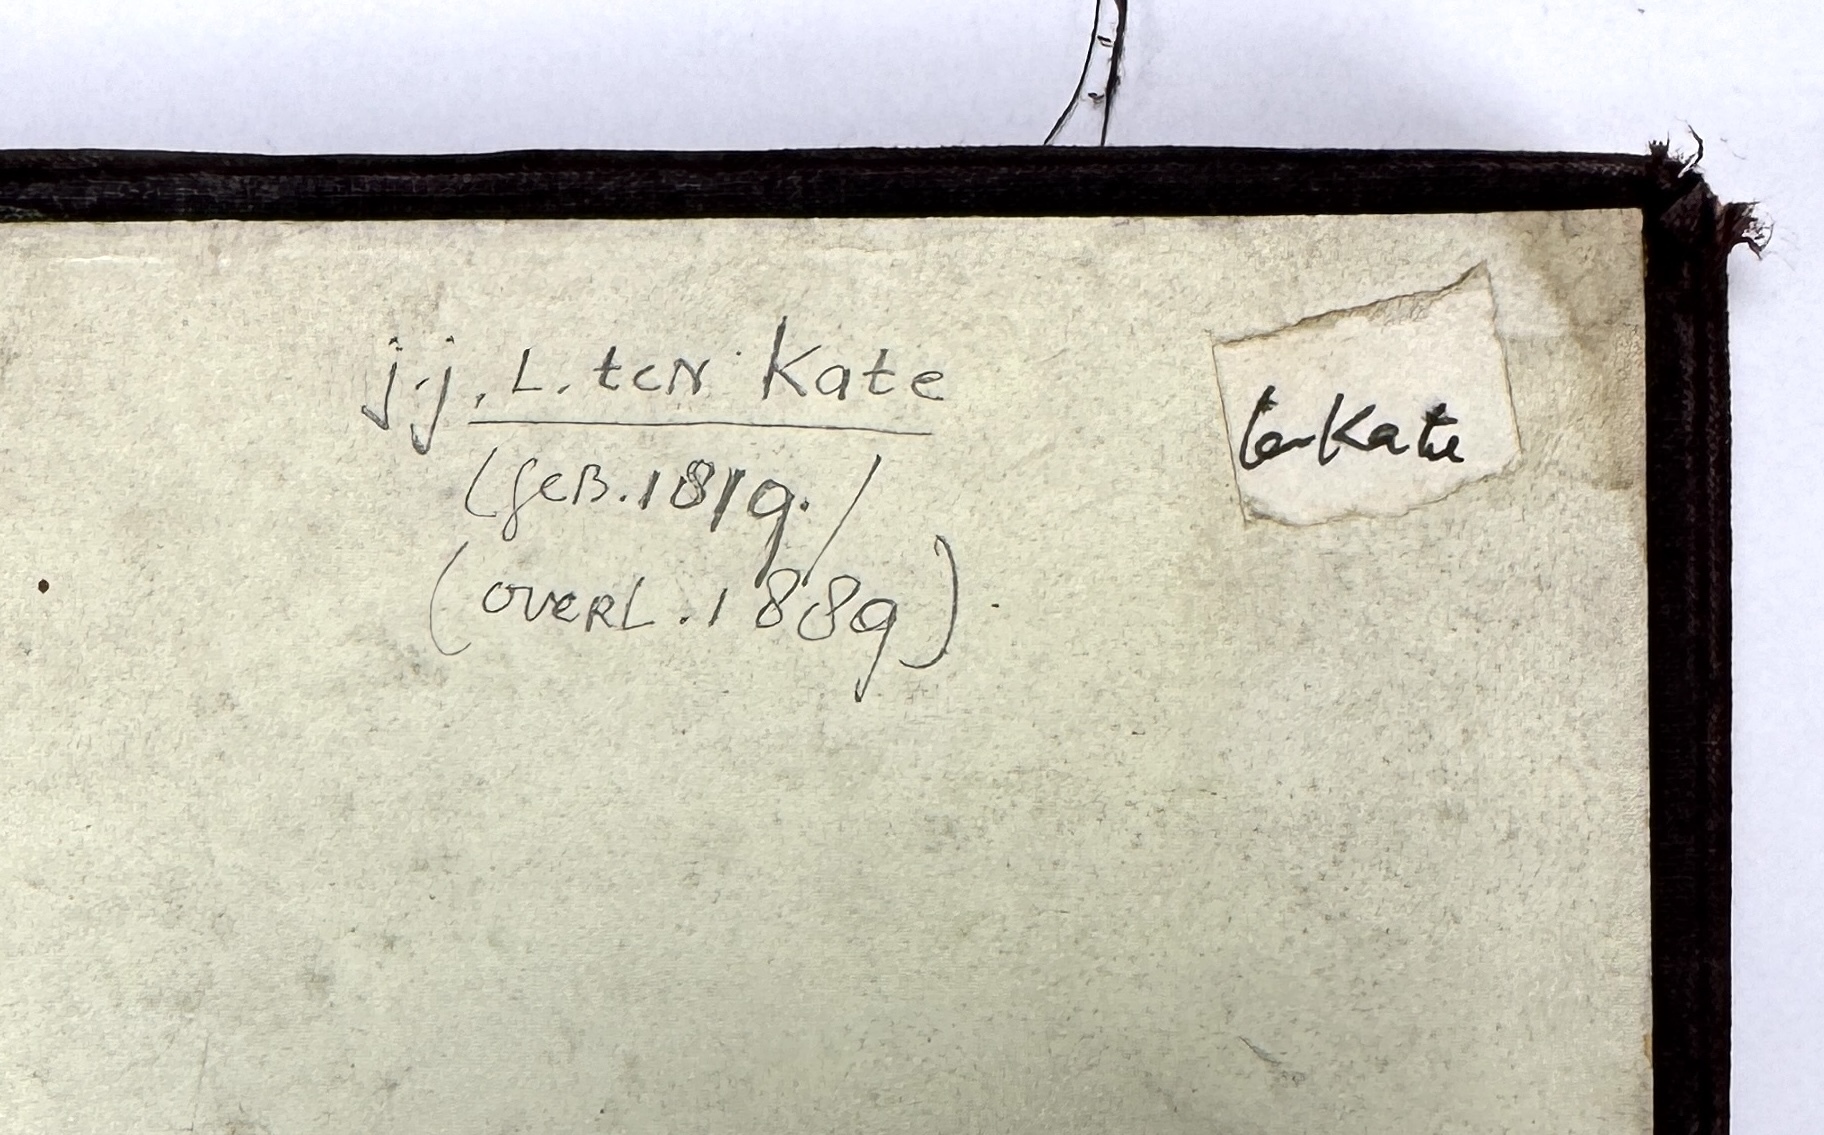 j.j. L. ten Kate
(geB. 1819./
(overL. 1889).
ten Kate